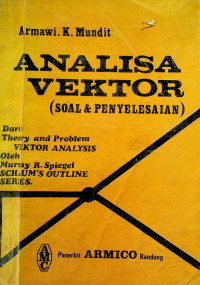 Armawi. K. Mundit
ANALISA
VEKTOR
(SOAL & PENYELESAIAN)
Dari:
Theory and Problem
VEKTOR ANALYSIS
Oleh
Murray R. Spiegel
SCHAUM'S OUTLINE
SERIES.
AMC
Penerbit ARMICO Bandung